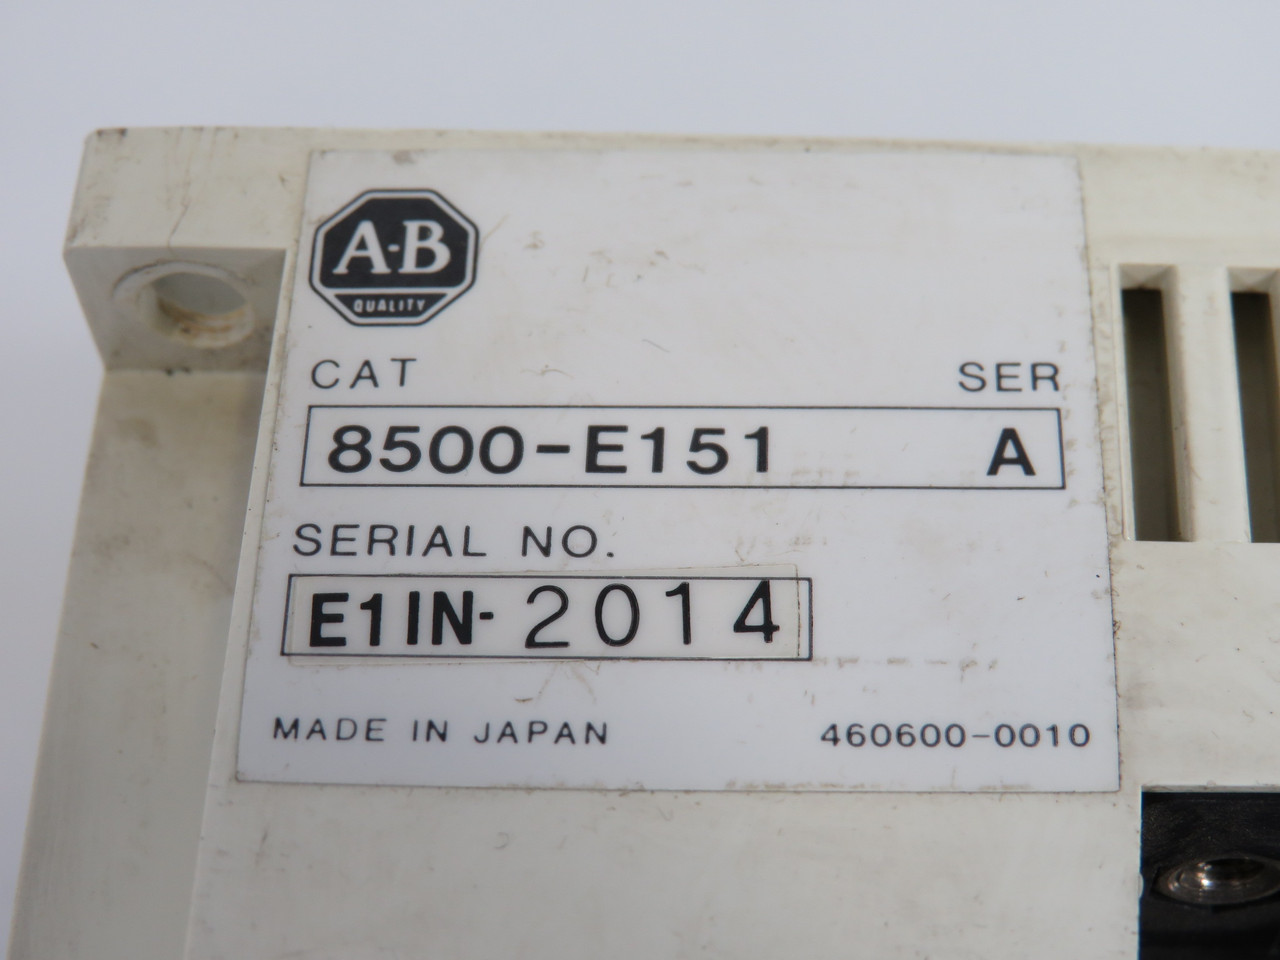 A-B
QUALITY
CAT SER
8500-E151 A
SERIAL NO.
E1IN-2014
MADE IN JAPAN 460600-0010